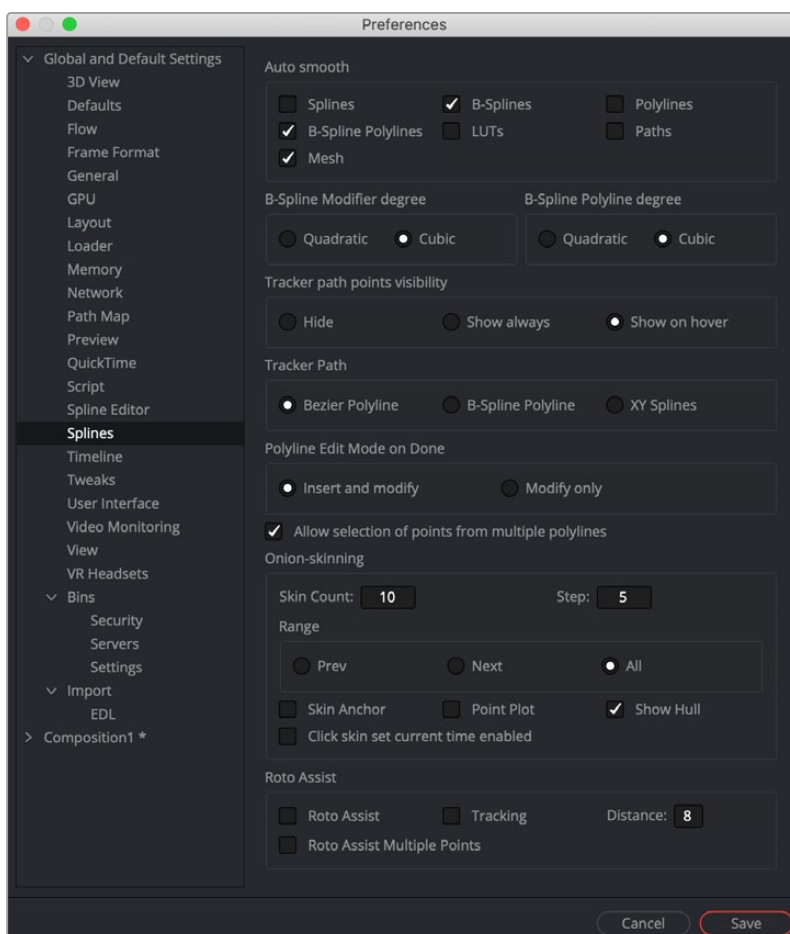 Preferences
Global and Default Settings
3D View
Defaults
Flow
Frame Format
General
GPU
Layout
Loader
Memory
Network
Path Map
Preview
QuickTime
Script
Spline Editor
Splines
Timeline
Tweaks
User Interface
Video Monitoring
View
VR Headsets
Bins
Security
Servers
Settings
Import
EDL
Composition1 *
Auto smooth
Splines B-Splines Polylines
B-Spline Polylines LUTs Paths
Mesh
B-Spline Modifier degree B-Spline Polyline degree
Quadratic Cubic Quadratic Cubic
Tracker path points visibility
Hide Show always Show on hover
Tracker Path
Bezier Polyline B-Spline Polyline XY Splines
Polyline Edit Mode on Done
Insert and modify Modify only
Allow selection of points from multiple polylines
Onion-skinning
Skin Count: 10 Step: 5
Range
Prev Next All
Skin Anchor Point Plot Show Hull
Click skin set current time enabled
Roto Assist
Roto Assist Tracking Distance: 8
Roto Assist Multiple Points
Cancel Save